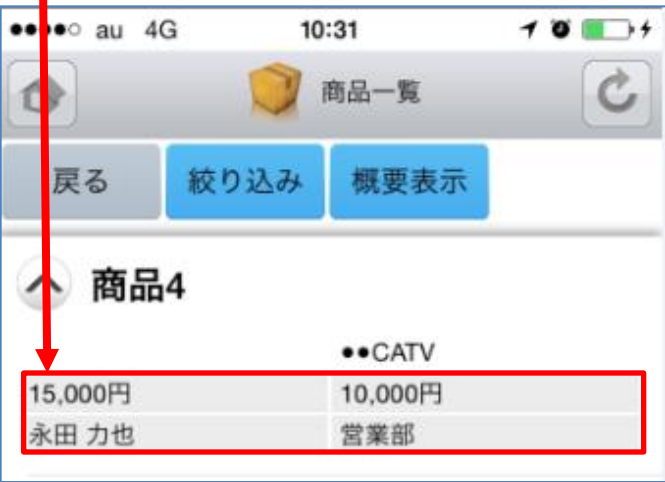 ●●●●○ au 4G 10:31
商品一覧
戻る 絞り込み 概要表示
商品4
●●CATV
15,000円 10,000円
永田 力也 営業部